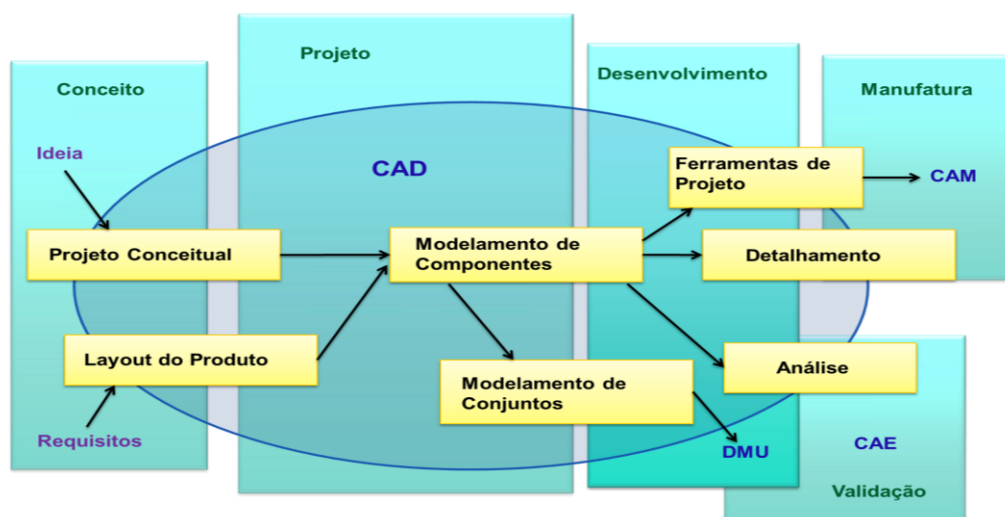 Projeto
Conceito
Desenvolvimento
Manufatura
Ideia
CAD
Ferramentas de
Projeto
CAM
Projeto Conceitual
Modelamento de
Componentes
Detalhamento
Layout do Produto
Modelamento de
Conjuntos
Análise
Requisitos
DMU
CAE
Validação